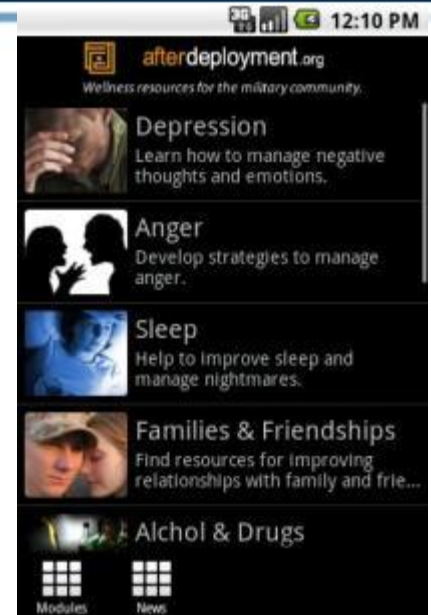 12:10 PM
afterdeployment.org
Wellness resources for the military community.
Depression
Learn how to manage negative
thoughts and emotions.
Anger
Develop strategies to manage
anger.
Sleep
Help to improve sleep and
manage nightmares.
Families & Friendships
Find resources for improving
relationships with family and frie...
Alchol & Drugs
Modules
News